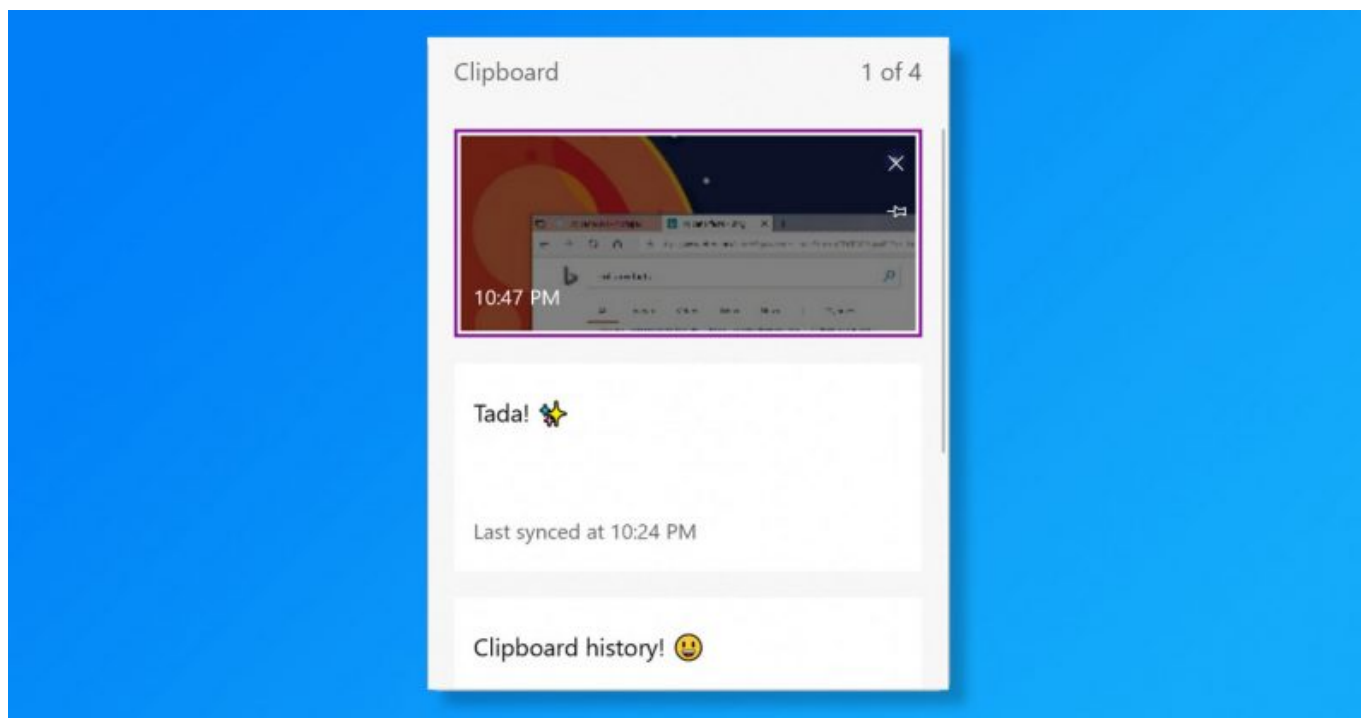 Clipboard 1 of 4
10:47 PM
Tada! ✨
Last synced at 10:24 PM
Clipboard history! 😀